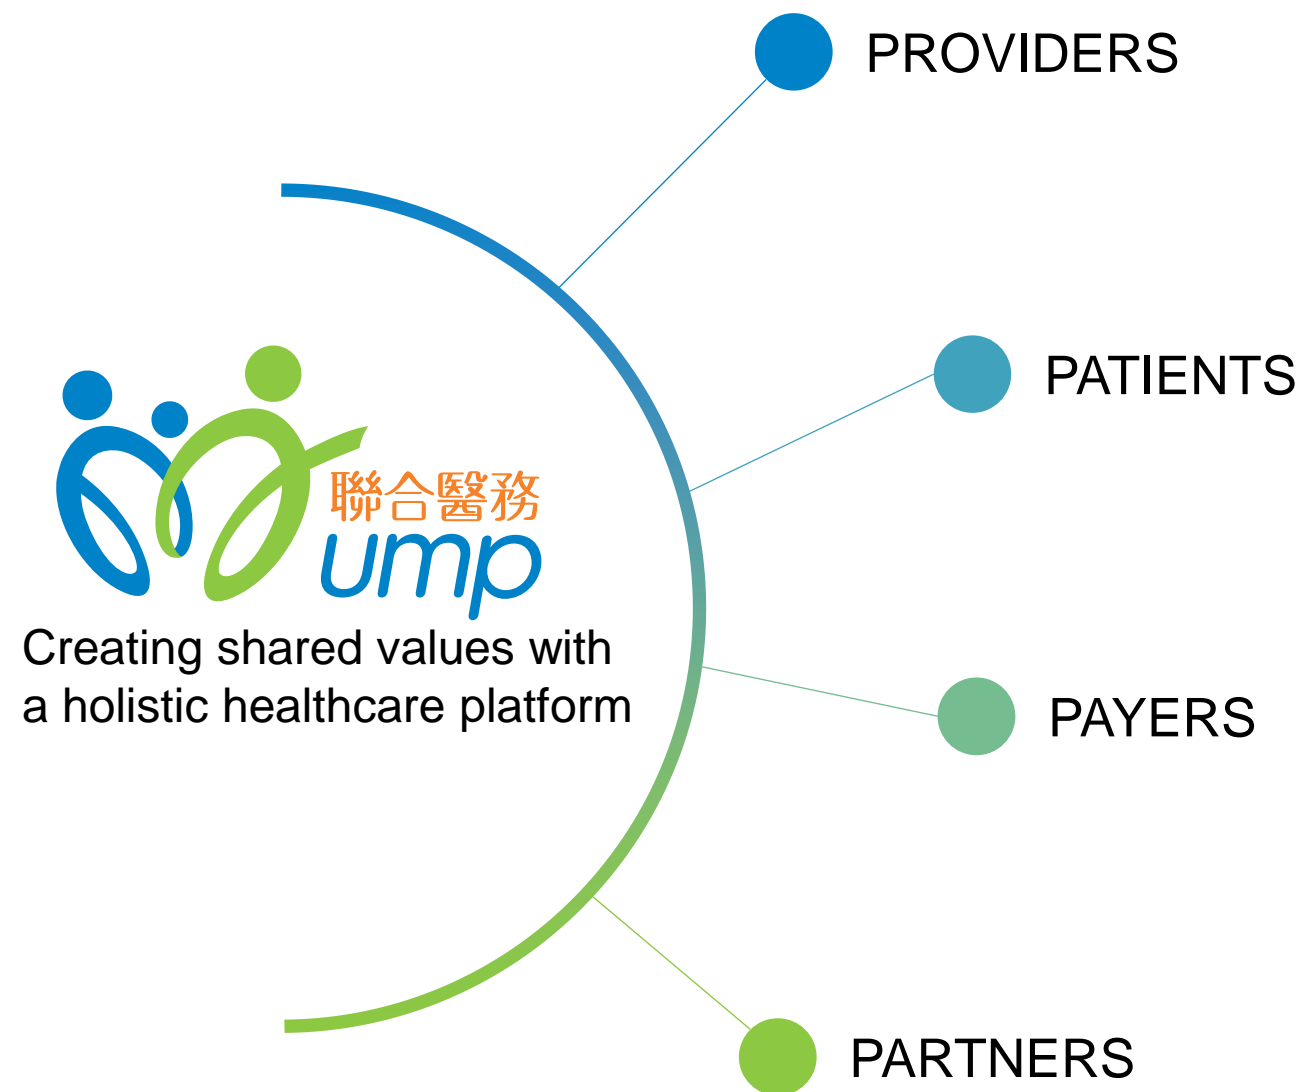 PROVIDERS
PATIENTS
聯合醫務
ump
Creating shared values with
a holistic healthcare platform
PAYERS
PARTNERS